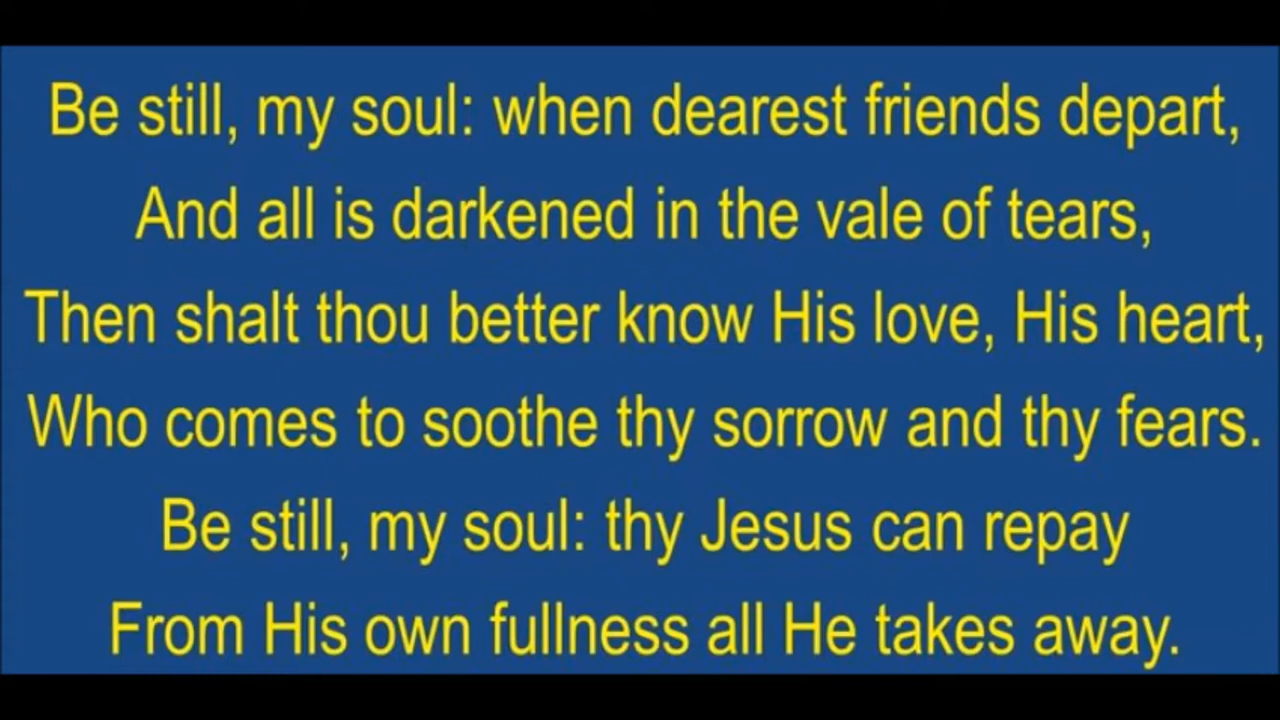 Be still, my soul: when dearest friends depart,
And all is darkened in the vale of tears,
Then shalt thou better know His love, His heart,
Who comes to soothe thy sorrow and thy fears.
Be still, my soul: thy Jesus can repay
From His own fullness all He takes away.